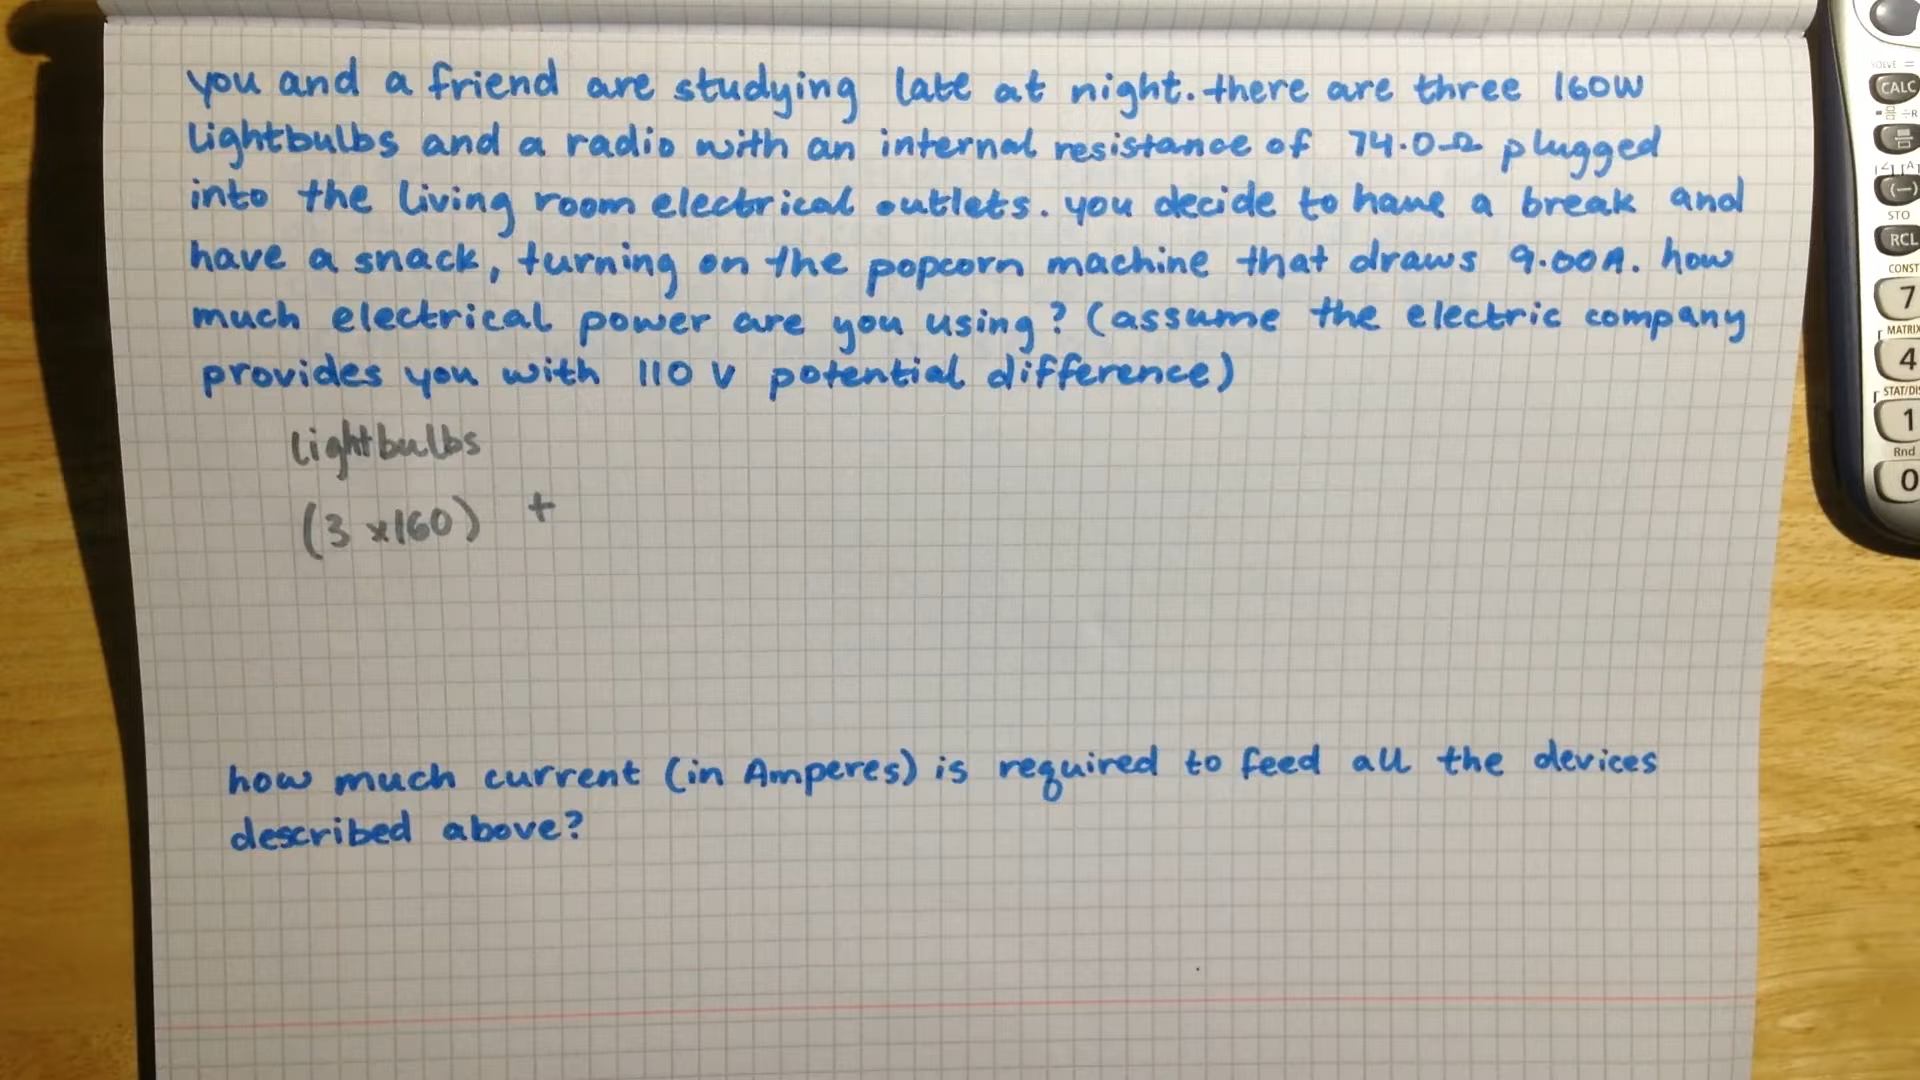 you and a friend are studying late at night. there are three 160W
lightbulbs and a radio with an internal resistance of 74.0Ω plugged
into the living room electrical outlets. you decide to have a break and
have a snack, turning on the popcorn machine that draws 9.00A. how
much electrical power are you using? (assume the electric company
provides you with 110 V potential difference)
lightbulbs
(3 x160) +
how much current (in Amperes) is required to feed all the devices
described above?
CALC
STO
RCL
CONST
7
MATRIX
4
1
Rnd
0